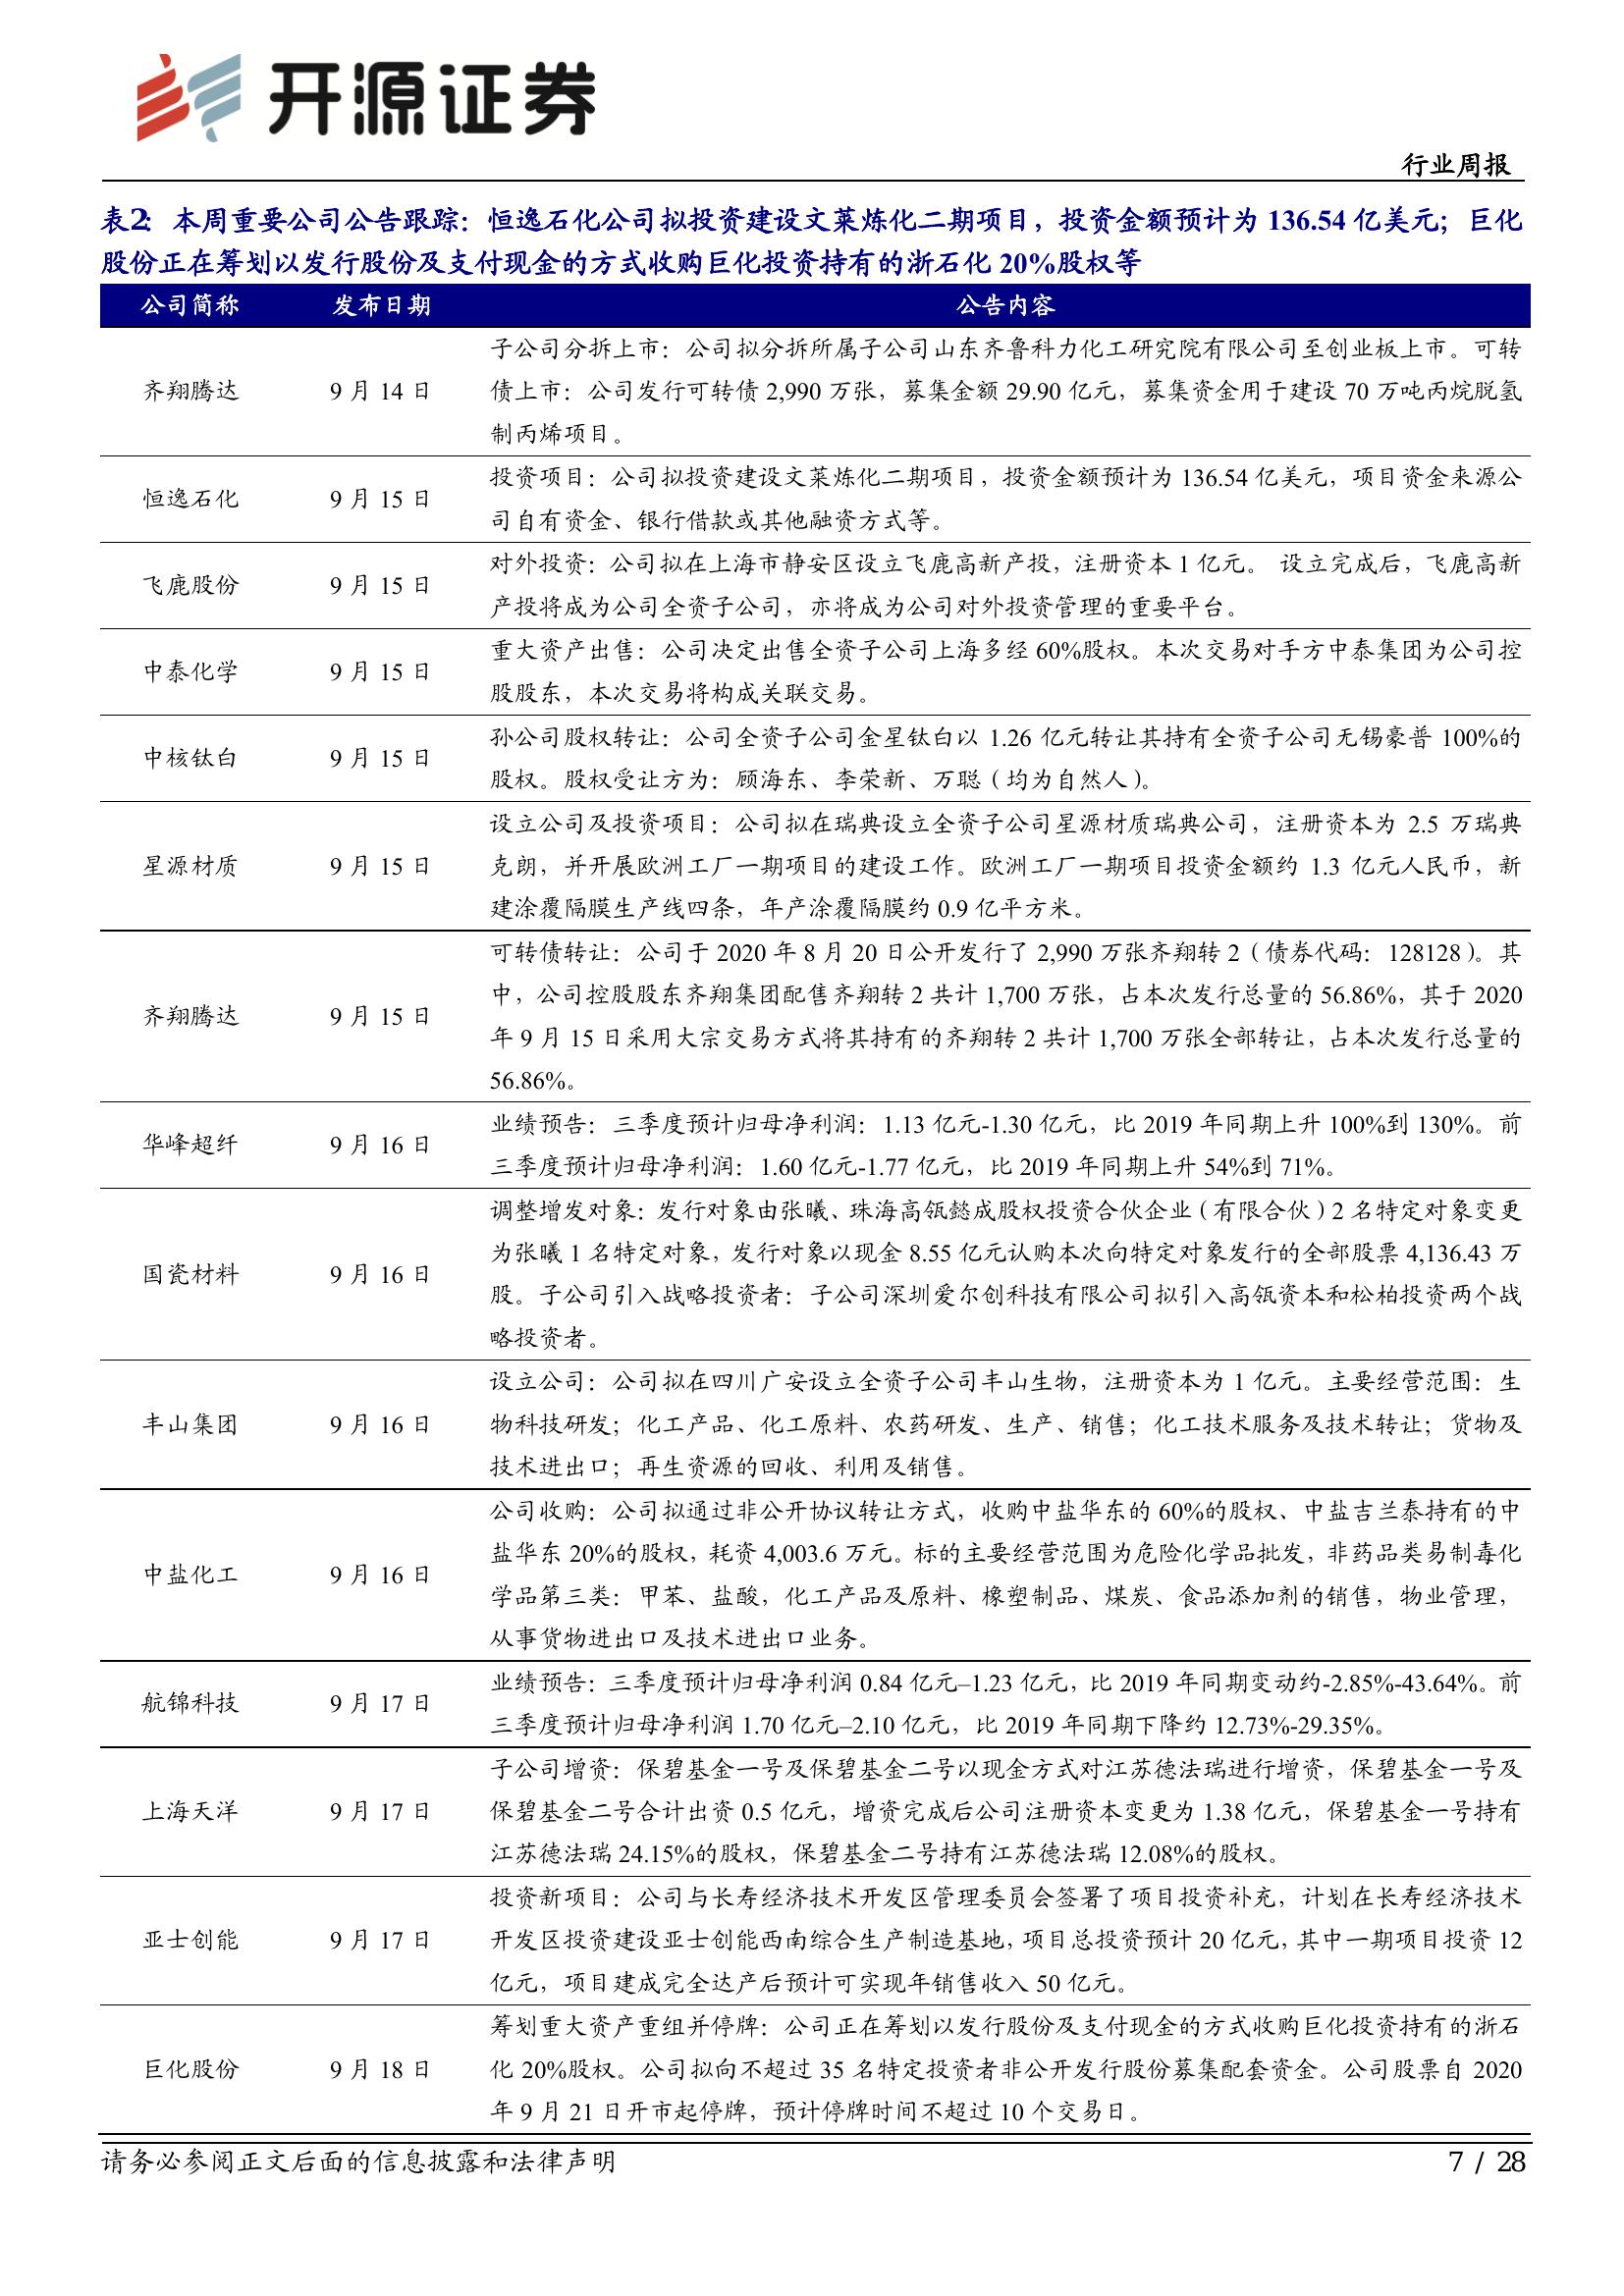 开源证券
行业周报
表2: 本周重要公司公告跟踪：恒逸石化公司拟投资建设文莱炼化二期项目，投资金额预计为 136.54 亿美元；巨化
股份正在筹划以发行股份及支付现金的方式收购巨化投资持有的浙石化 20%股权等
公司简称 发布日期 公告内容
子公司分拆上市：公司拟分拆所属子公司山东齐鲁科力化工研究院有限公司至创业板上市。可转
齐翔腾达 9 月 14 日 债上市：公司发行可转债 2,990 万张，募集金额 29.90 亿元，募集资金用于建设 70 万吨丙烷脱氢
制丙烯项目。
恒逸石化 9 月 15 日 投资项目：公司拟投资建设文莱炼化二期项目，投资金额预计为 136.54 亿美元，项目资金来源公
司自有资金、银行借款或其他融资方式等。
飞鹿股份 9 月 15 日 对外投资：公司拟在上海市静安区设立飞鹿高新产投，注册资本 1 亿元。 设立完成后，飞鹿高新
产投将成为公司全资子公司，亦将成为公司对外投资管理的重要平台。
中泰化学 9 月 15 日 重大资产出售：公司决定出售全资子公司上海多经 60%股权。本次交易对手方中泰集团为公司控
股股东，本次交易将构成关联交易。
中核钛白 9 月 15 日 孙公司股权转让：公司全资子公司金星钛白以 1.26 亿元转让其持有全资子公司无锡豪普 100%的
股权。股权受让方为：顾海东、李荣新、万聪（均为自然人）。
设立公司及投资项目：公司拟在瑞典设立全资子公司星源材质瑞典公司，注册资本为 2.5 万瑞典
星源材质 9 月 15 日 克朗，并开展欧洲工厂一期项目的建设工作。欧洲工厂一期项目投资金额约 1.3 亿元人民币，新
建涂覆隔膜生产线四条，年产涂覆隔膜约 0.9 亿平方米。
可转债转让：公司于 2020 年 8 月 20 日公开发行了 2,990 万张齐翔转 2（债券代码：128128）。其
中，公司控股股东齐翔集团配售齐翔转 2 共计 1,700 万张，占本次发行总量的 56.86%，其于 2020
齐翔腾达 9 月 15 日 年 9 月 15 日采用大宗交易方式将其持有的齐翔转 2 共计 1,700 万张全部转让，占本次发行总量的
56.86%。
华峰超纤 9 月 16 日 业绩预告：三季度预计归母净利润：1.13 亿元-1.30 亿元，比 2019 年同期上升 100%到 130%。前
三季度预计归母净利润：1.60 亿元-1.77 亿元，比 2019 年同期上升 54%到 71%。
调整增发对象：发行对象由张曦、珠海高瓴懿成股权投资合伙企业（有限合伙）2 名特定对象变更
为张曦 1 名特定对象，发行对象以现金 8.55 亿元认购本次向特定对象发行的全部股票 4,136.43 万
国瓷材料 9 月 16 日 股。子公司引入战略投资者：子公司深圳爱尔创科技有限公司拟引入高瓴资本和松柏投资两个战
略投资者。
设立公司：公司拟在四川广安设立全资子公司丰山生物，注册资本为 1 亿元。主要经营范围：生
丰山集团 9 月 16 日 物科技研发；化工产品、化工原料、农药研发、生产、销售；化工技术服务及技术转让；货物及
技术进出口；再生资源的回收、利用及销售。
公司收购：公司拟通过非公开协议转让方式，收购中盐华东的 60%的股权、中盐吉兰泰持有的中
盐华东 20%的股权，耗资 4,003.6 万元。标的主要经营范围为危险化学品批发，非药品类易制毒化
中盐化工 9 月 16 日 学品第三类：甲苯、盐酸，化工产品及原料、橡塑制品、煤炭、食品添加剂的销售，物业管理，
从事货物进出口及技术进出口业务。
航锦科技 9 月 17 日 业绩预告：三季度预计归母净利润 0.84 亿元–1.23 亿元，比 2019 年同期变动约-2.85%-43.64%。前
三季度预计归母净利润 1.70 亿元–2.10 亿元，比 2019 年同期下降约 12.73%-29.35%。
子公司增资：保碧基金一号及保碧基金二号以现金方式对江苏德法瑞进行增资，保碧基金一号及
上海天洋 9 月 17 日 保碧基金二号合计出资 0.5 亿元，增资完成后公司注册资本变更为 1.38 亿元，保碧基金一号持有
江苏德法瑞 24.15%的股权，保碧基金二号持有江苏德法瑞 12.08%的股权。
投资新项目：公司与长寿经济技术开发区管理委员会签署了项目投资补充，计划在长寿经济技术
亚士创能 9 月 17 日 开发区投资建设亚士创能西南综合生产制造基地，项目总投资预计 20 亿元，其中一期项目投资 12
亿元，项目建成完全达产后预计可实现年销售收入 50 亿元。
筹划重大资产重组并停牌：公司正在筹划以发行股份及支付现金的方式收购巨化投资持有的浙石
巨化股份 9 月 18 日 化 20%股权。公司拟向不超过 35 名特定投资者非公开发行股份募集配套资金。公司股票自 2020
年 9 月 21 日开市起停牌，预计停牌时间不超过 10 个交易日。
请务必参阅正文后面的信息披露和法律声明 7 / 28